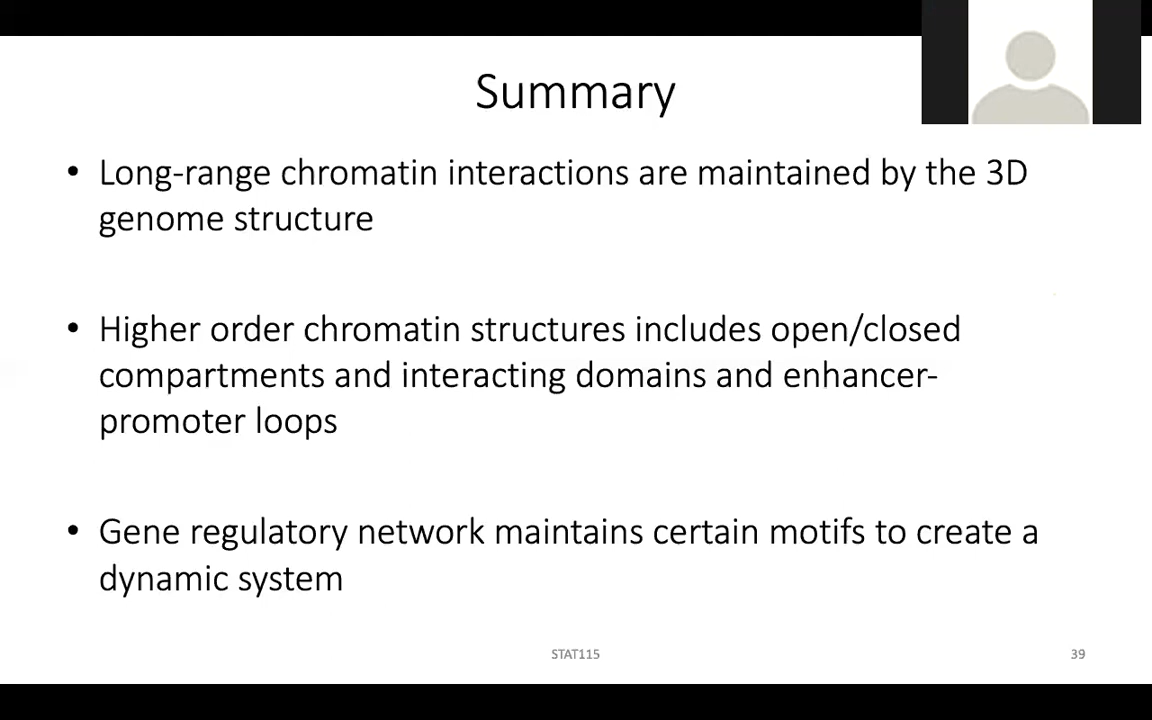 Summary
• Long-range chromatin interactions are maintained by the 3D
genome structure
• Higher order chromatin structures includes open/closed
compartments and interacting domains and enhancer-
promoter loops
• Gene regulatory network maintains certain motifs to create a
dynamic system
STAT115
39